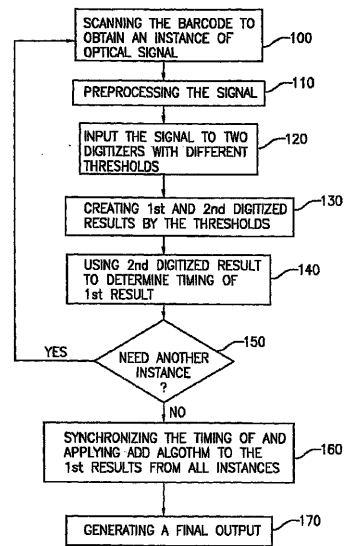 SCANNING THE BARCODE TO
OBTAIN AN INSTANCE OF
OPTICAL SIGNAL
100
PREPROCESSING THE SIGNAL
110
INPUT THE SIGNAL TO TWO
DIGITIZERS WITH DIFFERENT
THRESHOLDS
120
CREATING 1st AND 2nd DIGITIZED
RESULTS BY THE THRESHOLDS
130
USING 2nd DIGITIZED RESULT
TO DETERMINE TIMING OF
1st RESULT
140
YES
NEED ANOTHER
INSTANCE
?
150
NO
SYNCHRONIZING THE TIMING OF AND
APPLYING ADD ALGOTHM TO THE
1st RESULTS FROM ALL INSTANCES
160
GENERATING A FINAL OUTPUT
170